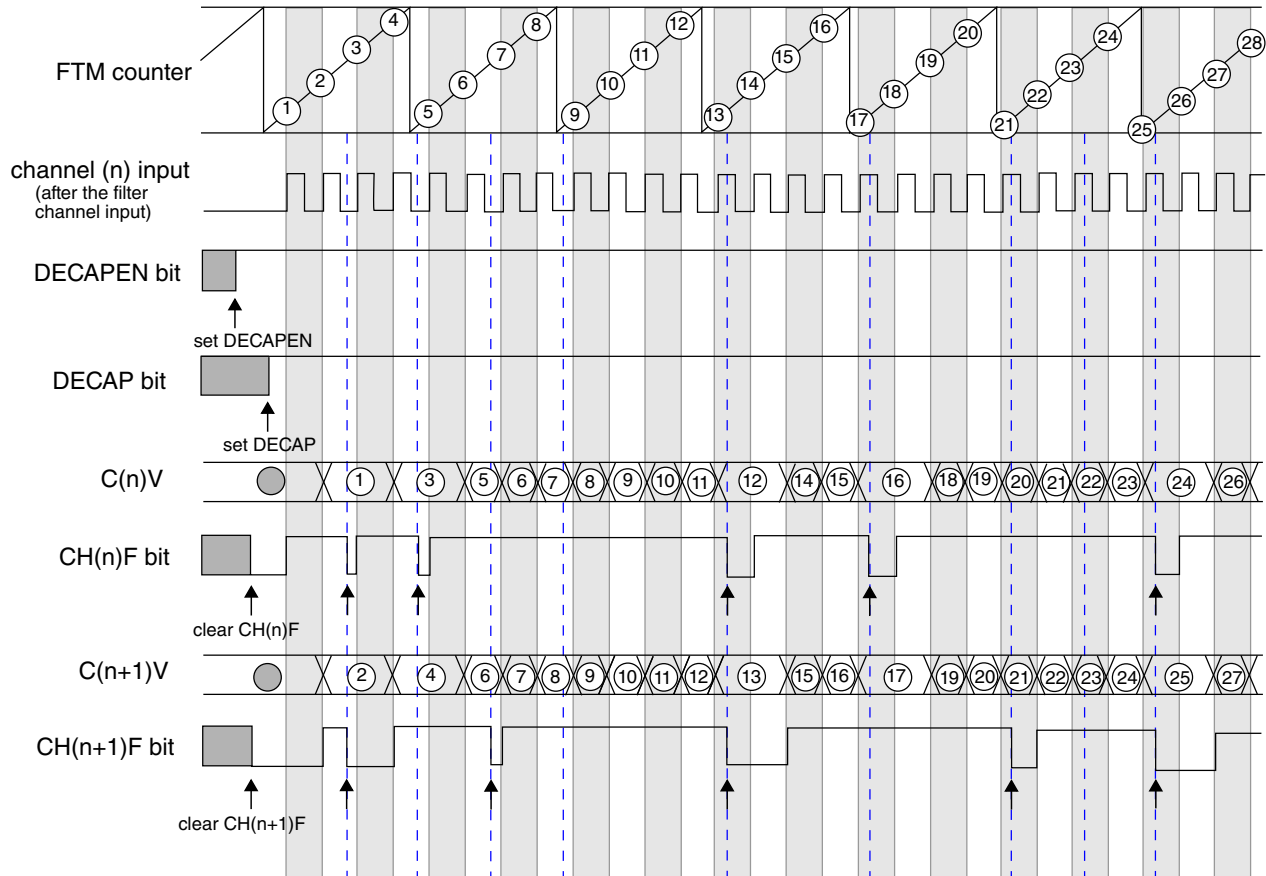 4 8 12 16 20 24 28
3 7 11 15 19 23 27
FTM counter
2 6 10 14 18 22 26
1 5 9 13 17 21 25
channel (n) input
(after the filter
channel input)
DECAPEN bit
set DECAPEN
DECAP bit
set DECAP
C(n)V 1 3 5 6 7 8 9 10 11 12 14 15 16 18 19 20 21 22 23 24 26
CH(n)F bit
clear CH(n)F
C(n+1)V 2 4 6 7 8 9 10 11 12 13 15 16 17 19 20 21 22 23 24 25 27
CH(n+1)F bit
clear CH(n+1)F